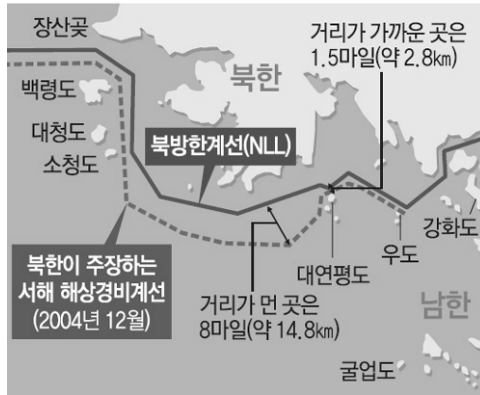 장산곶
거리가 가까운 곳은
1.5마일(약 2.8km)
북한
백령도
대청도
소청도
북방한계선(NLL)
강화도
우도
대연평도
북한이 주장하는
서해 해상경비계선
(2004년 12월)
거리가 먼 곳은
8마일(약 14.8km)
남한
굴업도